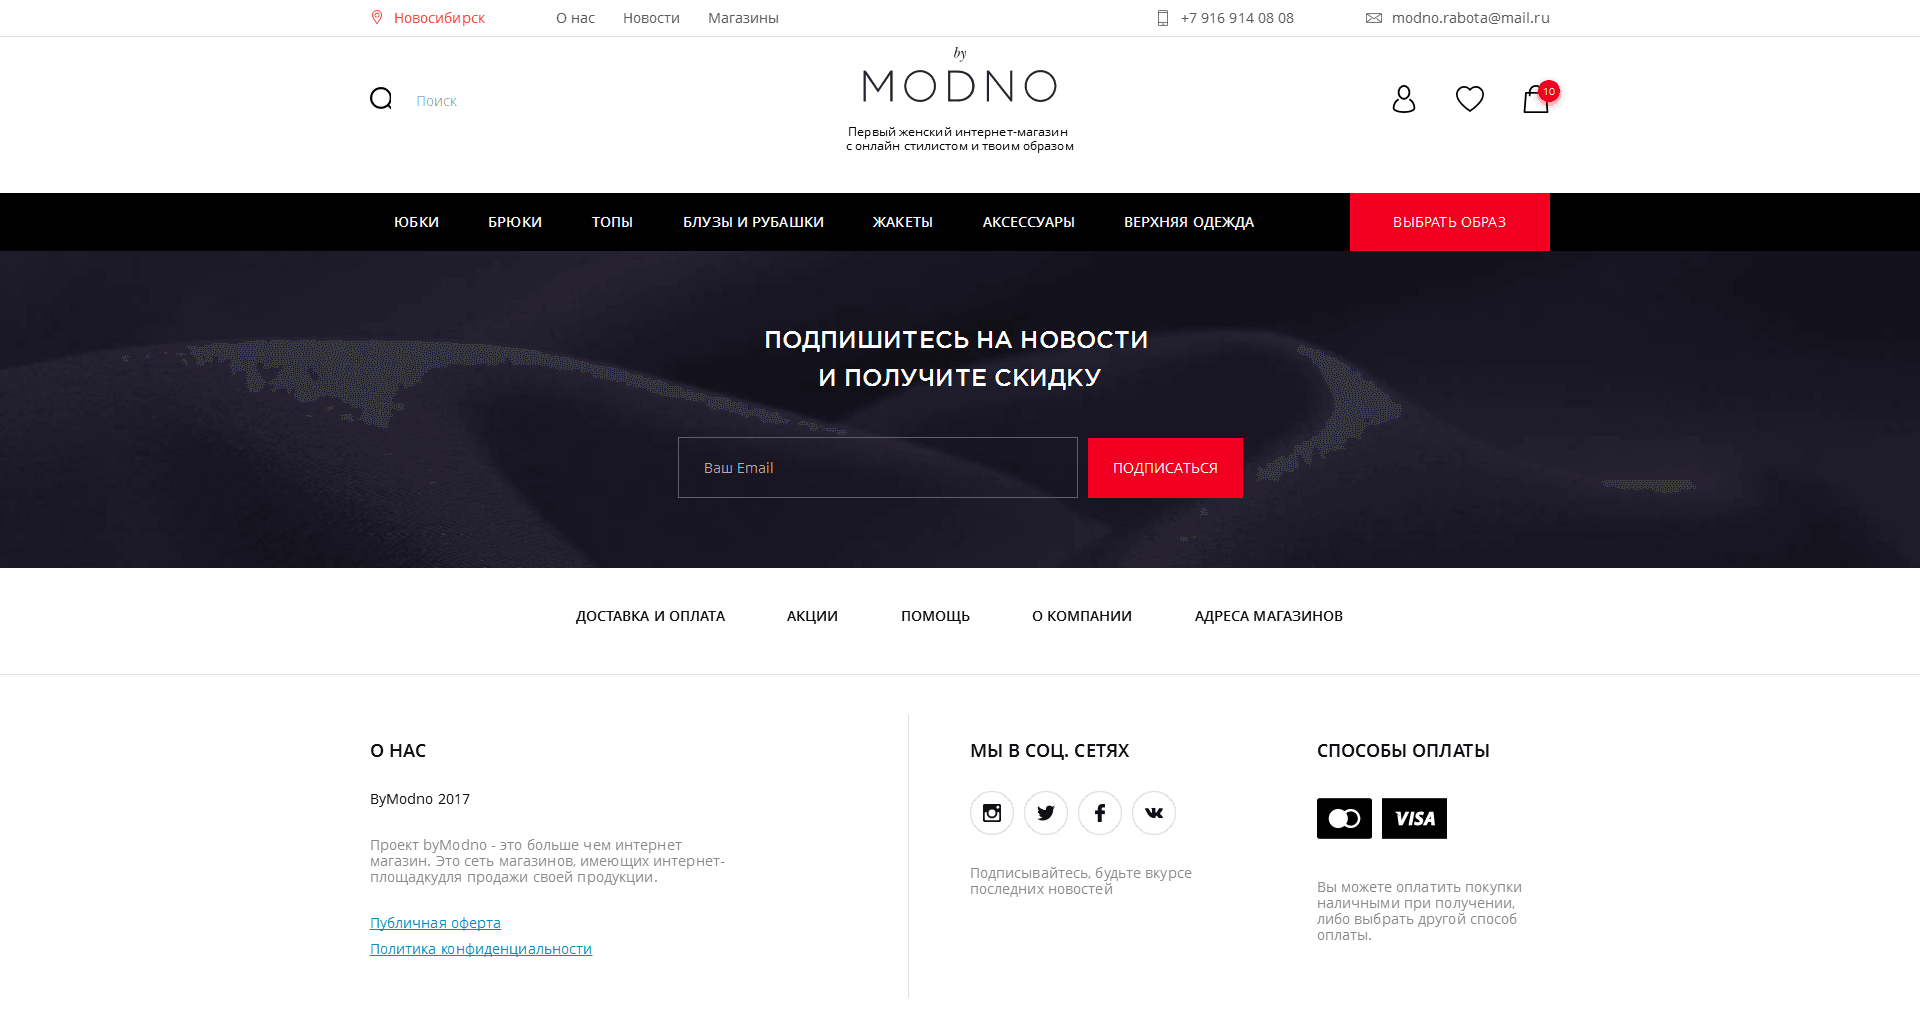 Новосибирск
О нас
Новости
Магазины
+7 916 914 08 08
modno.rabota@mail.ru
Поиск
by
MODNO
Первый женский интернет-магазин
с онлайн стилистом и твоим образом
10
ЮБКИ
БРЮКИ
ТОПЫ
БЛУЗЫ И РУБАШКИ
ЖАКЕТЫ
АКСЕССУАРЫ
ВЕРХНЯЯ ОДЕЖДА
ВЫБРАТЬ ОБРАЗ
ПОДПИШИТЕСЬ НА НОВОСТИ
И ПОЛУЧИТЕ СКИДКУ
Ваш Email
ПОДПИСАТЬСЯ
ДОСТАВКА И ОПЛАТА
АКЦИИ
ПОМОЩЬ
О КОМПАНИИ
АДРЕСА МАГАЗИНОВ
О НАС
ByModno 2017
Проект byModno - это больше чем интернет
магазин. Это сеть магазинов, имеющих интернет-
площадкудля продажи своей продукции.
Публичная оферта
Политика конфиденциальности
МЫ В СОЦ. СЕТЯХ
Подписывайтесь, будьте вкурсе
последних новостей
СПОСОБЫ ОПЛАТЫ
VISA
Вы можете оплатить покупки
наличными при получении,
либо выбрать другой способ
оплаты.